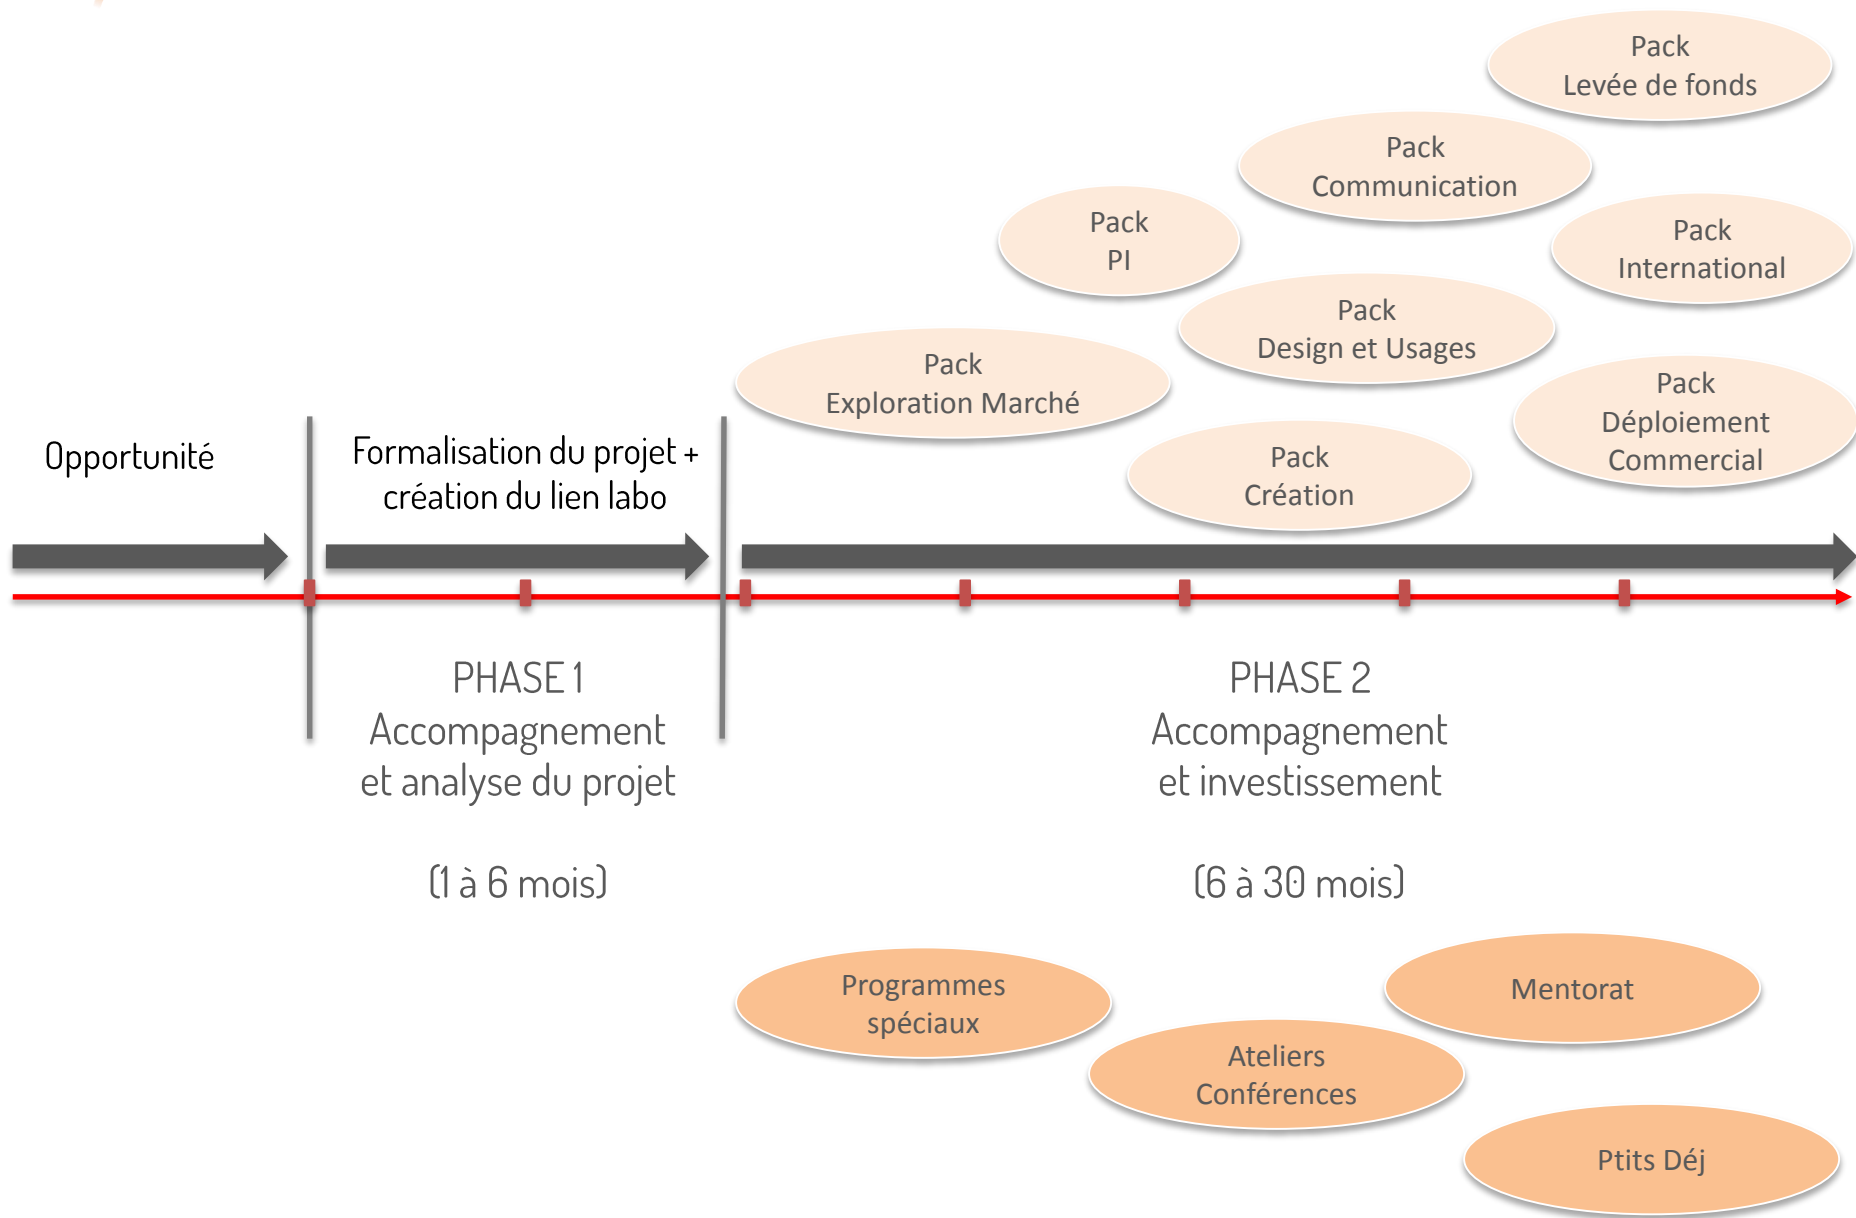 Pack
Levée de fonds
Pack
Communication
Pack
PI
Pack
International
Pack
Design et Usages
Pack
Exploration Marché
Pack
Déploiement
Commercial
Pack
Création
Opportunité
Formalisation du projet +
création du lien labo
PHASE 1
Accompagnement
et analyse du projet
(1 à 6 mois)
PHASE 2
Accompagnement
et investissement
(6 à 30 mois)
Programmes
spéciaux
Mentorat
Ateliers
Conférences
Ptits Déj